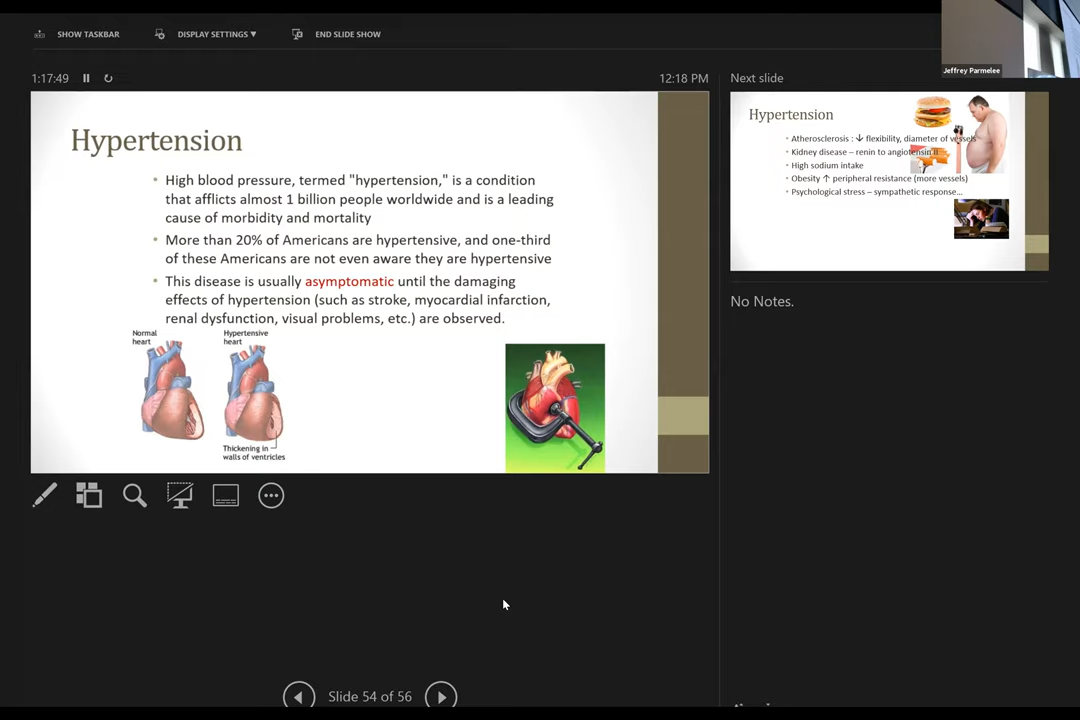 SHOW TASKBAR
DISPLAY SETTINGS ▼
END SLIDE SHOW
Jeffrey Parmelee
1:17:49
12:18 PM
Next slide
Hypertension
• High blood pressure, termed "hypertension," is a condition
that afflicts almost 1 billion people worldwide and is a leading
cause of morbidity and mortality
• More than 20% of Americans are hypertensive, and one-third
of these Americans are not even aware they are hypertensive
• This disease is usually asymptomatic until the damaging
effects of hypertension (such as stroke, myocardial infarction,
renal dysfunction, visual problems, etc.) are observed.
Normal
heart
Hypertensive
heart
Thickening in
walls of ventricles
Hypertension
• Atherosclerosis : ↓ flexibility, diameter of vessels
• Kidney disease – renin to angiotensin II
• High sodium intake
• Obesity ↑ peripheral resistance (more vessels)
• Psychological stress – sympathetic response…
No Notes.
Slide 54 of 56